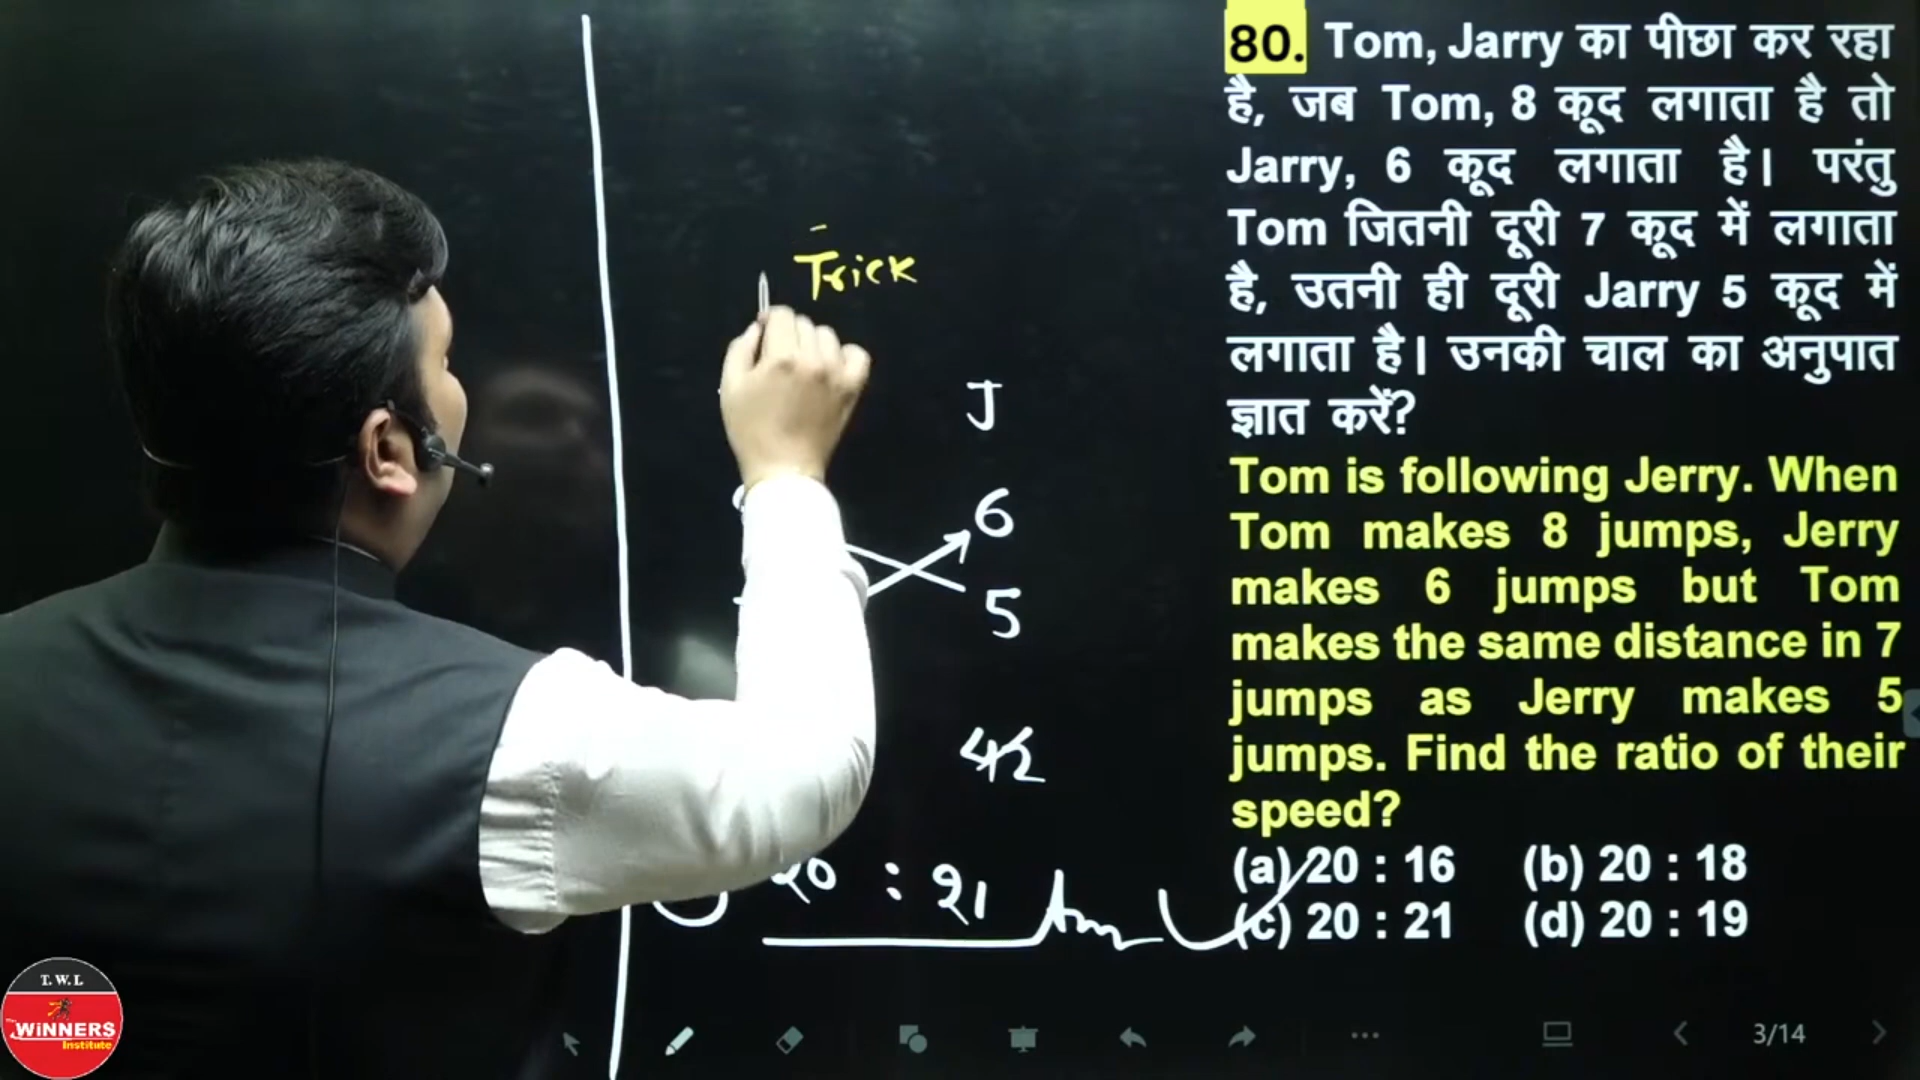 Trick
J
6
5
42
20 : 21 Ans
80. Tom, Jarry का पीछा कर रहा
है, जब Tom, 8 कूद लगाता है तो
Jarry, 6 कूद लगाता है। परंतु
Tom जितनी दूरी 7 कूद में लगाता
है, उतनी ही दूरी Jarry 5 कूद में
लगाता है। उनकी चाल का अनुपात
ज्ञात करें?
Tom is following Jerry. When
Tom makes 8 jumps, Jerry
makes 6 jumps but Tom
makes the same distance in 7
jumps as Jerry makes 5
jumps. Find the ratio of their
speed?
(a) 20 : 16 (b) 20 : 18
(c) 20 : 21 (d) 20 : 19
T.W.I.
WiNNERS
Institute
3/14